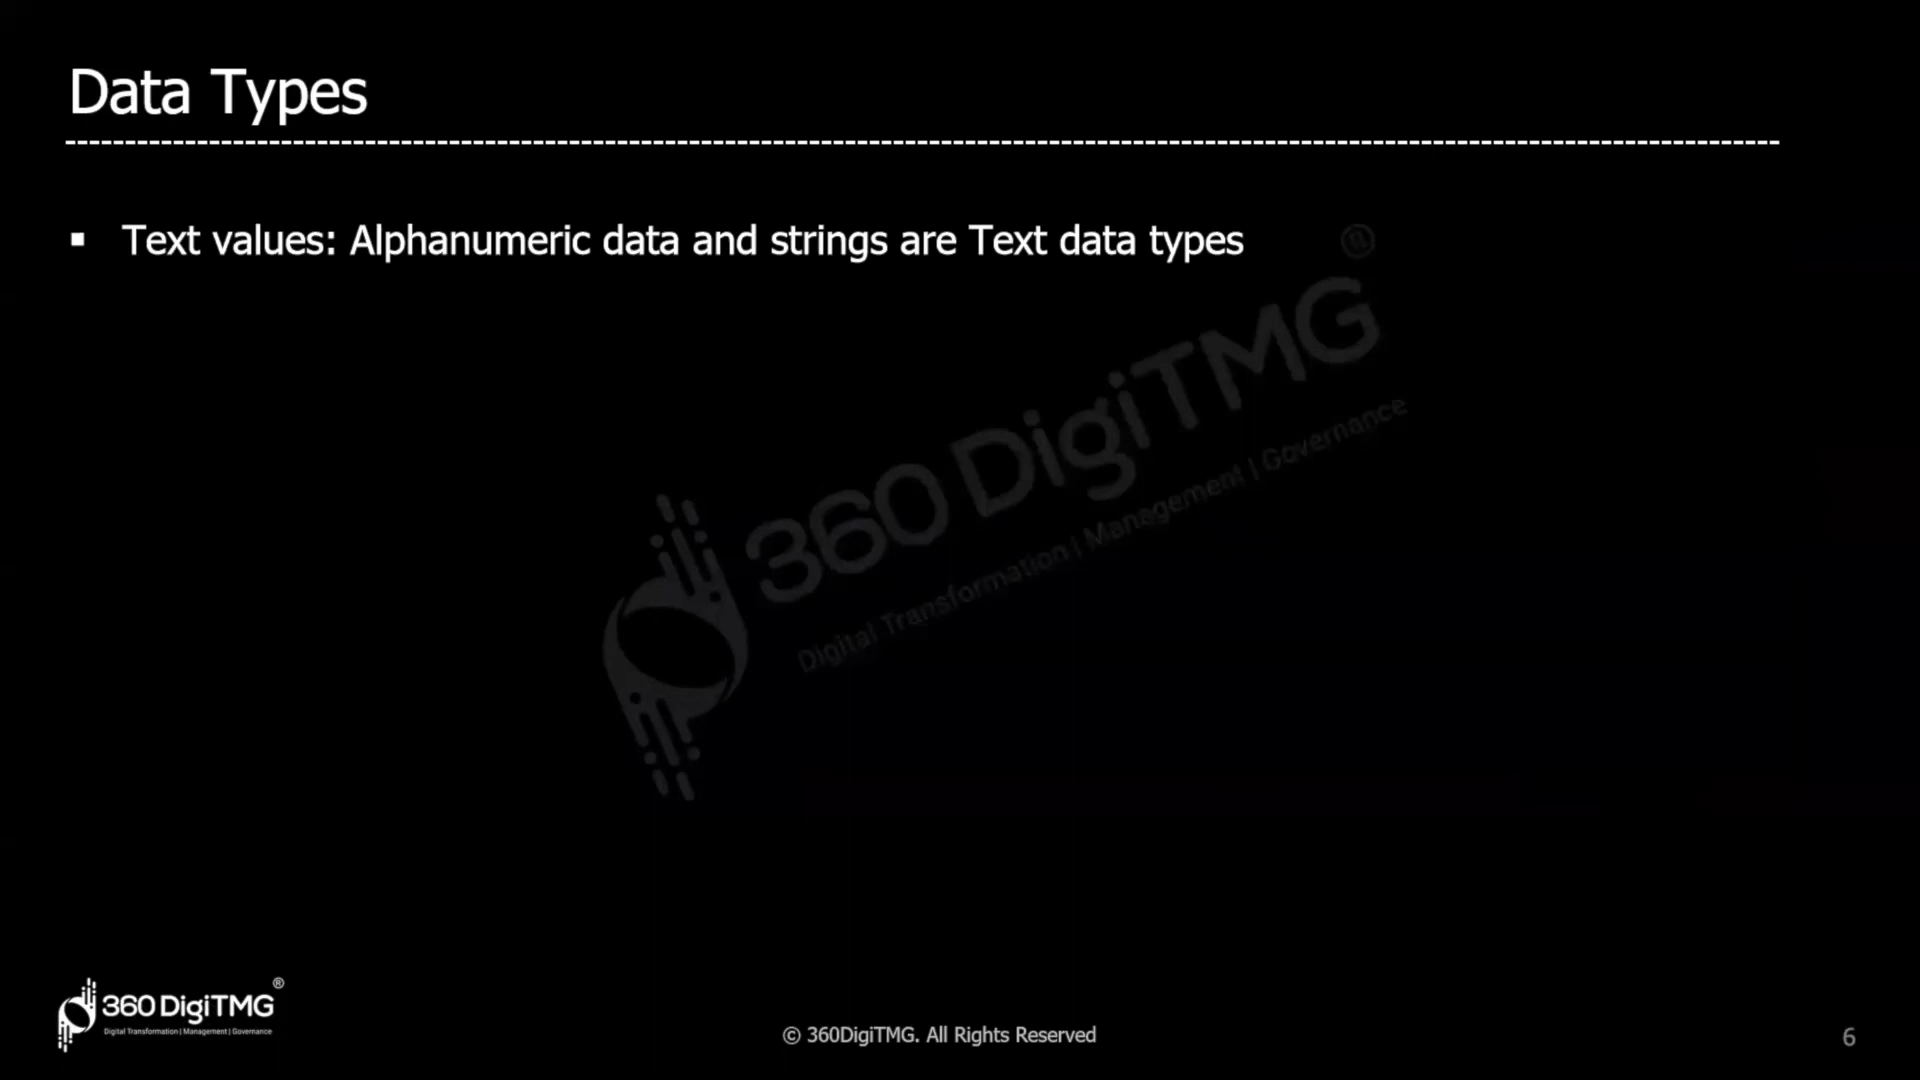 Data Types
▪ Text values: Alphanumeric data and strings are Text data types
360 DigiTMG ®
Digital Transformation | Management | Governance
360 DigiTMG ®
Digital Transformation | Management | Governance
© 360DigiTMG. All Rights Reserved
6